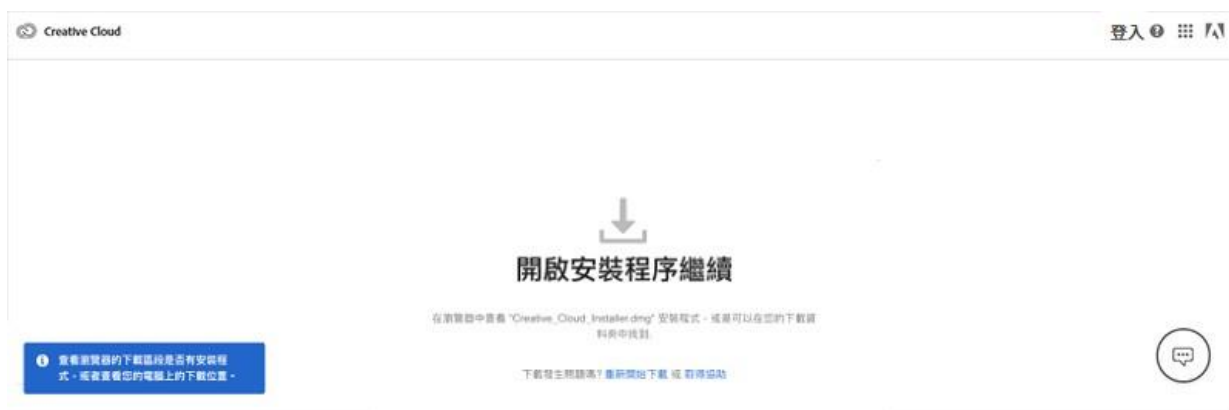 Creative Cloud
登入
開啟安裝程序繼續
在瀏覽器中查看 "Creative_Cloud_Installer.dmg" 安裝程式，或是可以在您的下載資
料夾中找到.
查看瀏覽器的下載區段是否有安裝程
式，或者查看您的電腦上的下載位置。
下載發生問題嗎? 重新開始下載 或 取得協助